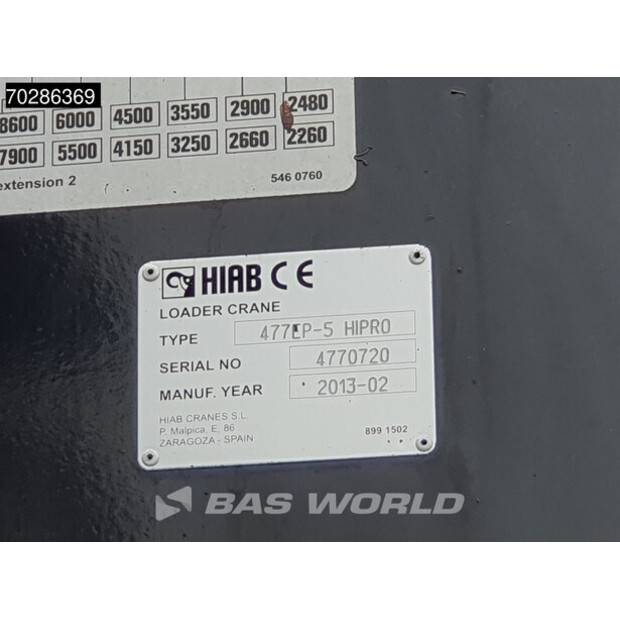 70286369
8600 6000 4500 3550 2900 2480
7900 5500 4150 3250 2660 2260
extension 2
546 0760
HIAB CE
LOADER CRANE
TYPE 477EP-5 HIPRO
SERIAL NO 4770720
MANUF. YEAR 2013-02
HIAB CRANES S.L.
P. Malpica, E, 86
ZARAGOZA - SPAIN
899 1502
BAS WORLD